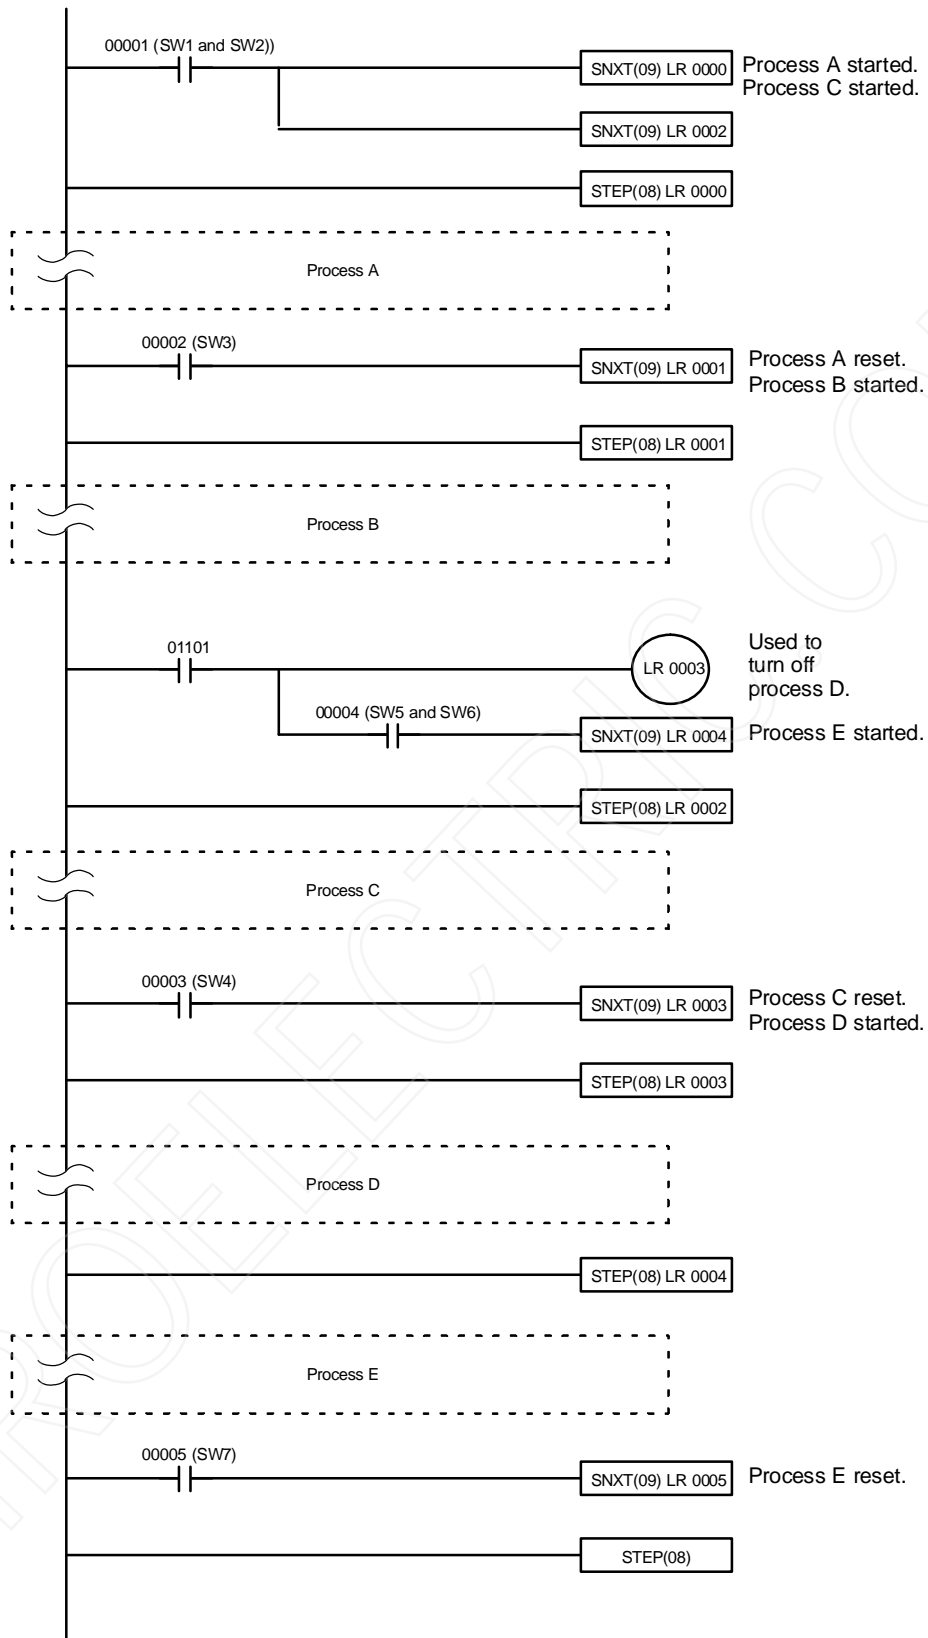 00001 (SW1 and SW2))
SNXT(09) LR 0000
Process A started.
Process C started.
SNXT(09) LR 0002
STEP(08) LR 0000
Process A
00002 (SW3)
SNXT(09) LR 0001
Process A reset.
Process B started.
STEP(08) LR 0001
Process B
01101
LR 0003
Used to
turn off
process D.
00004 (SW5 and SW6)
SNXT(09) LR 0004
Process E started.
STEP(08) LR 0002
Process C
00003 (SW4)
SNXT(09) LR 0003
Process C reset.
Process D started.
STEP(08) LR 0003
Process D
STEP(08) LR 0004
Process E
00005 (SW7)
SNXT(09) LR 0005
Process E reset.
STEP(08)